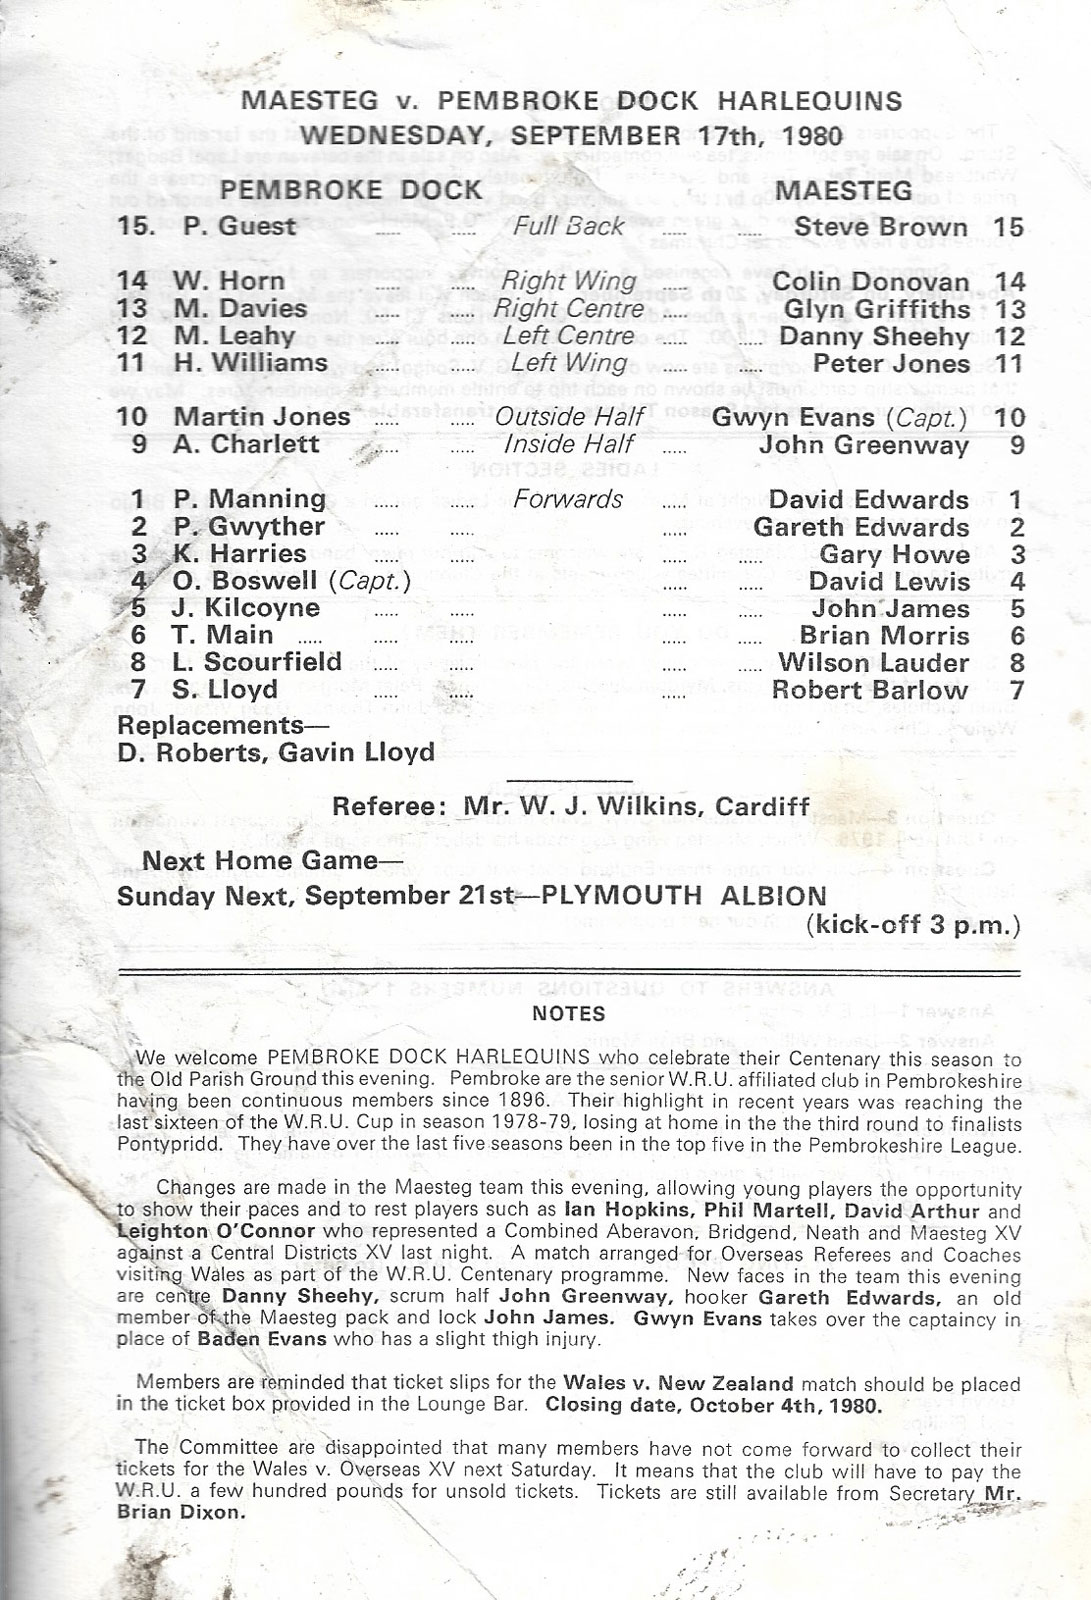 MAESTEG v. PEMBROKE DOCK HARLEQUINS
WEDNESDAY, SEPTEMBER 17th, 1980
PEMBROKE DOCK MAESTEG
15. P. Guest ..... ..... Full Back ..... ..... Steve Brown 15
14 W. Horn ..... ..... Right Wing ..... ..... Colin Donovan 14
13 M. Davies ..... ..... Right Centre ..... ..... Glyn Griffiths 13
12 M. Leahy ..... ..... Left Centre ..... ..... Danny Sheehy 12
11 H. Williams ..... ..... Left Wing ..... ..... Peter Jones 11
10 Martin Jones ..... ..... Outside Half Gwyn Evans (Capt.) 10
9 A. Charlett ..... ..... Inside Half ..... John Greenway 9
1 P. Manning ..... ..... Forwards ..... David Edwards 1
2 P. Gwyther ..... ..... ..... Gareth Edwards 2
3 K. Harries ..... ..... ..... ..... Gary Howe 3
4 O. Boswell (Capt.) ..... ..... ..... David Lewis 4
5 J. Kilcoyne ..... ..... ..... ..... John James 5
6 T. Main ..... ..... ..... ..... ..... Brian Morris 6
8 L. Scourfield ..... ..... ..... ..... Wilson Lauder 8
7 S. Lloyd ..... ..... ..... ..... Robert Barlow 7
Replacements—
D. Roberts, Gavin Lloyd
Referee: Mr. W. J. Wilkins, Cardiff
Next Home Game—
Sunday Next, September 21st—PLYMOUTH ALBION
(kick-off 3 p.m.)
NOTES
We welcome PEMBROKE DOCK HARLEQUINS who celebrate their Centenary this season to
the Old Parish Ground this evening. Pembroke are the senior W.R.U. affiliated club in Pembrokeshire
having been continuous members since 1896. Their highlight in recent years was reaching the
last sixteen of the W.R.U. Cup in season 1978-79, losing at home in the the third round to finalists
Pontypridd. They have over the last five seasons been in the top five in the Pembrokeshire League.
Changes are made in the Maesteg team this evening, allowing young players the opportunity
to show their paces and to rest players such as Ian Hopkins, Phil Martell, David Arthur and
Leighton O'Connor who represented a Combined Aberavon, Bridgend, Neath and Maesteg XV
against a Central Districts XV last night. A match arranged for Overseas Referees and Coaches
visiting Wales as part of the W.R.U. Centenary programme. New faces in the team this evening
are centre Danny Sheehy, scrum half John Greenway, hooker Gareth Edwards, an old
member of the Maesteg pack and lock John James. Gwyn Evans takes over the captaincy in
place of Baden Evans who has a slight thigh injury.
Members are reminded that ticket slips for the Wales v. New Zealand match should be placed
in the ticket box provided in the Lounge Bar. Closing date, October 4th, 1980.
The Committee are disappointed that many members have not come forward to collect their
tickets for the Wales v. Overseas XV next Saturday. It means that the club will have to pay the
W.R.U. a few hundred pounds for unsold tickets. Tickets are still available from Secretary Mr.
Brian Dixon.